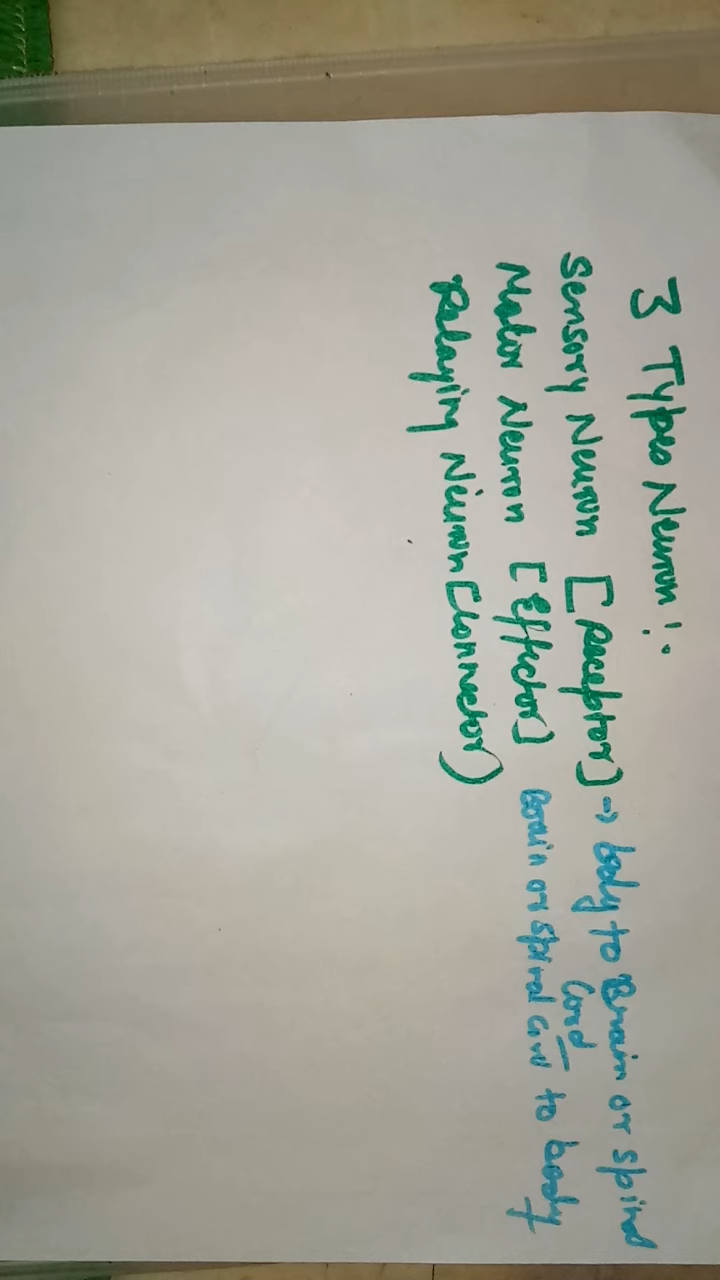 3 Types Neuron :
Sensory Neuron [Receptor] → body to Brain or spinal
Cord
Motor Neuron [Effector] Brain or spinal cord to body
Relaying Neuron [Connector)